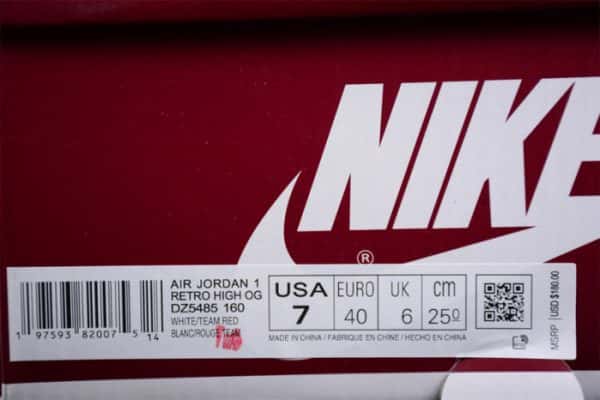 NIKE
®
AIR JORDAN 1
RETRO HIGH OG
DZ5485 160
WHITE/TEAM RED
BLANC/ROUGE TEAM
1 97593 82007 5 14
USA
7
EURO
40
UK
6
cm
25º
MADE IN CHINA / FABRIQUE EN CHINE / HECHO EN CHINA
MSRP USD $180.00